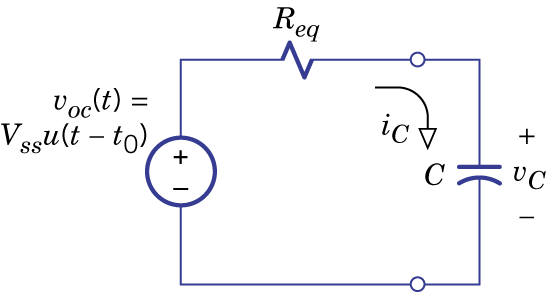 R_eq
v_oc(t) =
V_ss u(t − t_0)
+
−
i_C
C
+
v_C
−